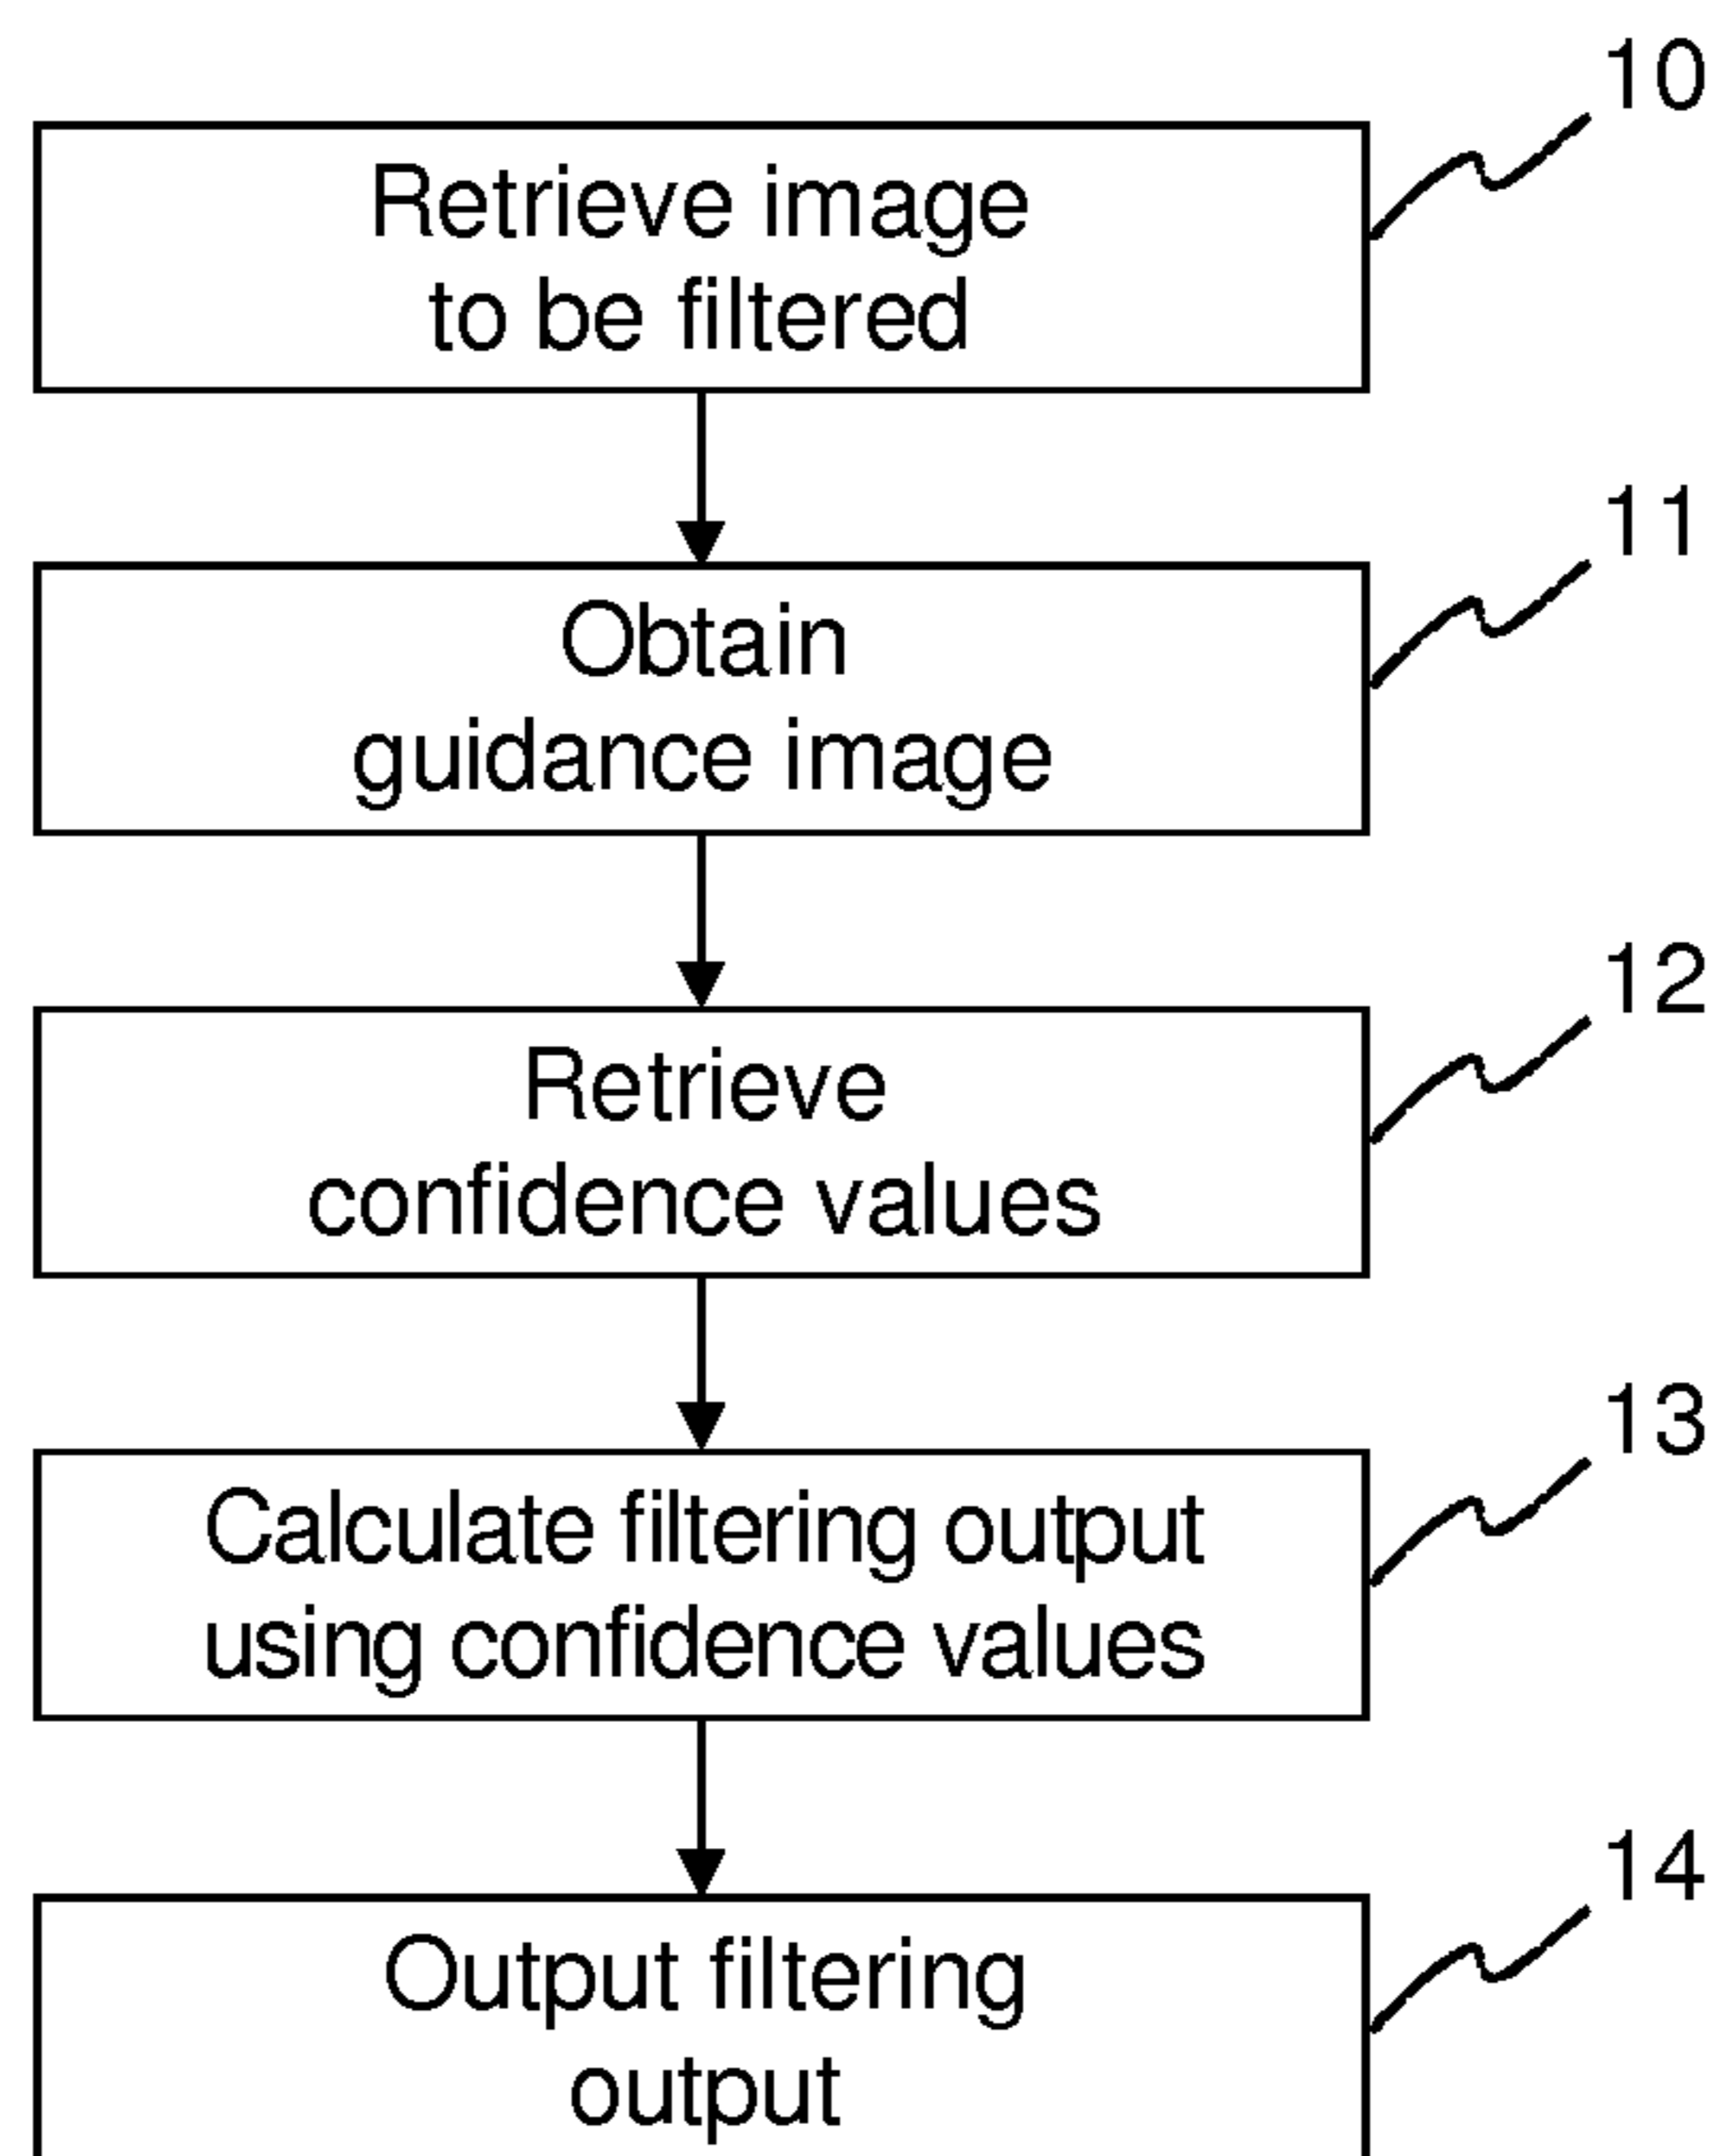 10
Retrieve image
to be filtered
11
Obtain
guidance image
12
Retrieve
confidence values
13
Calculate filtering output
using confidence values
14
Output filtering
output